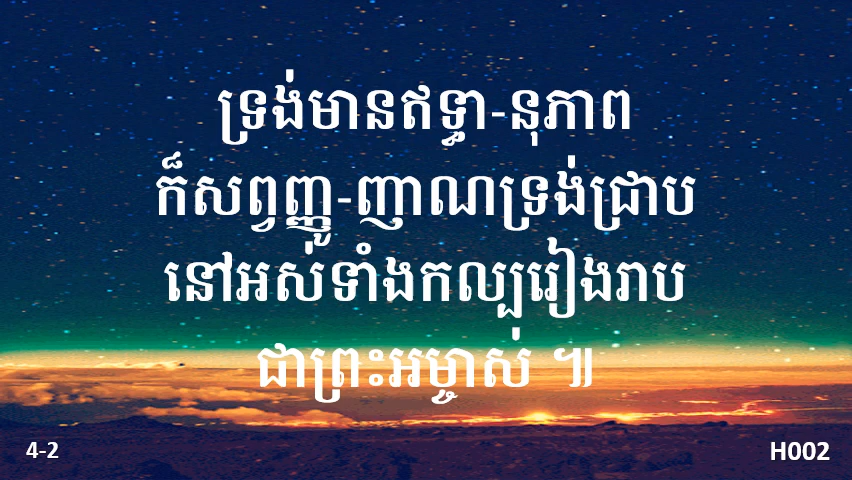 ទ្រង់មានឥទ្ធា-នុភាព
ក៏សព្វញ្ញូ-ញាណទ្រង់ជ្រាប
នៅអស់ទាំងកល្បរៀងរាប
ជាព្រះអម្ចាស់ ៕
4-2
H002